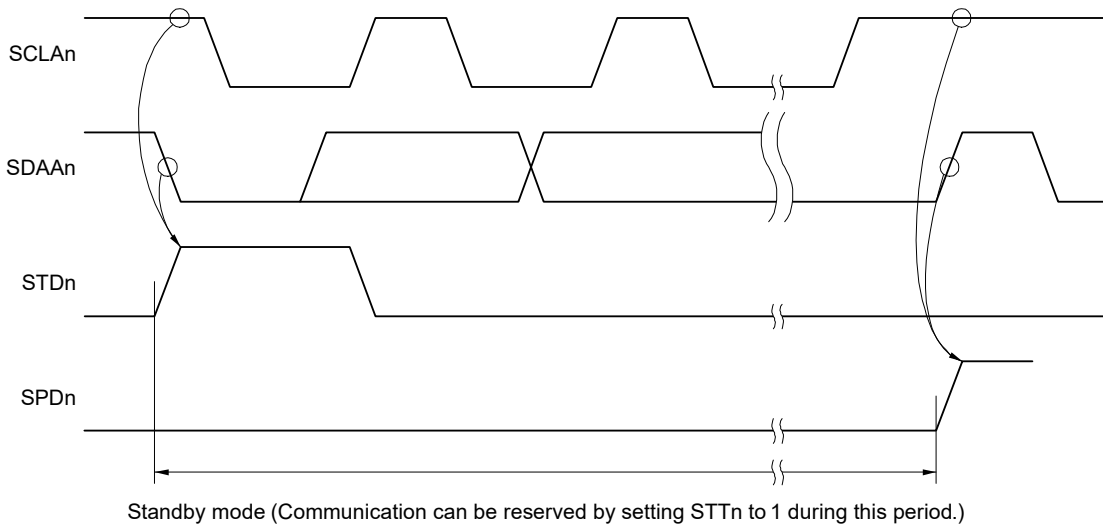 SCLAn
SDAAn
STDn
SPDn
Standby mode (Communication can be reserved by setting STTn to 1 during this period.)